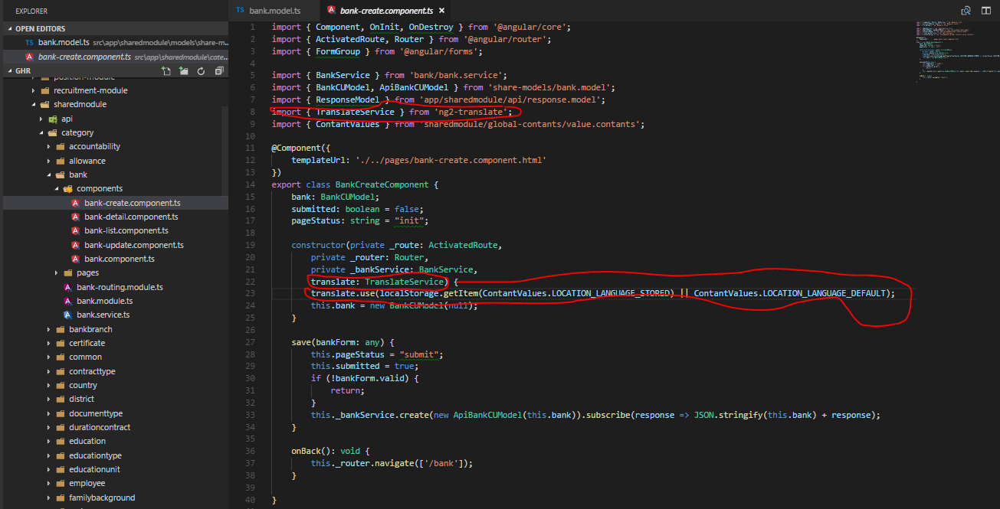 EXPLORER
OPEN EDITORS
TS bank.model.ts src\app\sharedmodule\models\share-m...
bank-create.component.ts src\app\sharedmodule\cate...
GHR
position-module
recruitment-module
sharedmodule
api
category
accountability
allowance
bank
components
bank-create.component.ts
bank-detail.component.ts
bank-list.component.ts
bank-update.component.ts
bank.component.ts
pages
bank-routing.module.ts
bank.module.ts
bank.service.ts
bankbranch
certificate
common
contracttype
country
district
documenttype
durationcontract
education
educationtype
educationunit
employee
familybackground
TS bank.model.ts
bank-create.component.ts
1 import { Component, OnInit, OnDestroy } from '@angular/core';
2 import { ActivatedRoute, Router } from '@angular/router';
3 import { FormGroup } from '@angular/forms';
4
5 import { BankService } from 'bank/bank.service';
6 import { BankCUModel, ApiBankCUModel } from 'share-models/bank.model';
7 import { ResponseModel } from 'app/sharedmodule/api/response.model';
8 import { TranslateService } from 'ng2-translate';
9 import { ContantValues } from 'sharedmodule/global-contants/value.contants';
10
11 @Component({
12 templateUrl: './../pages/bank-create.component.html'
13 })
14 export class BankCreateComponent {
15 bank: BankCUModel;
16 submitted: boolean = false;
17 pageStatus: string = "init";
18
19 constructor(private _route: ActivatedRoute,
20 private _router: Router,
21 private _bankService: BankService,
22 translate: TranslateService) {
23 translate.use(localStorage.getItem(ContantValues.LOCATION_LANGUAGE_STORED) || ContantValues.LOCATION_LANGUAGE_DEFAULT);
24 this.bank = new BankCUModel(null);
25 }
26
27 save(bankForm: any) {
28 this.pageStatus = "submit";
29 this.submitted = true;
30 if (!bankForm.valid) {
31 return;
32 }
33 this._bankService.create(new ApiBankCUModel(this.bank)).subscribe(response => JSON.stringify(this.bank) + response);
34 }
35
36 onBack(): void {
37 this._router.navigate(['/bank']);
38 }
39
40 }